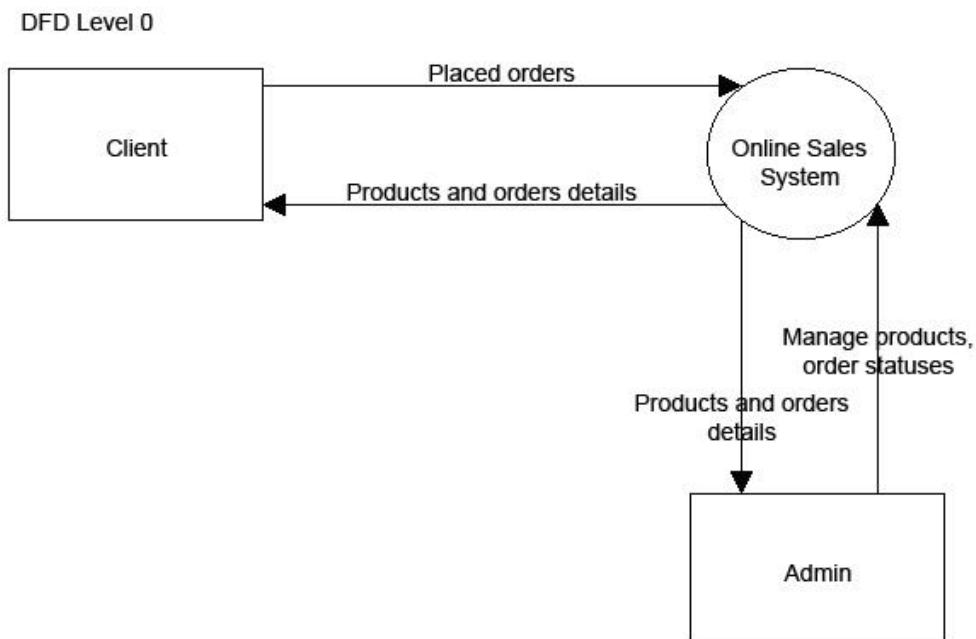 DFD Level 0
Placed orders
Client
Online Sales
System
Products and orders details
Manage products,
order statuses
Products and orders
details
Admin